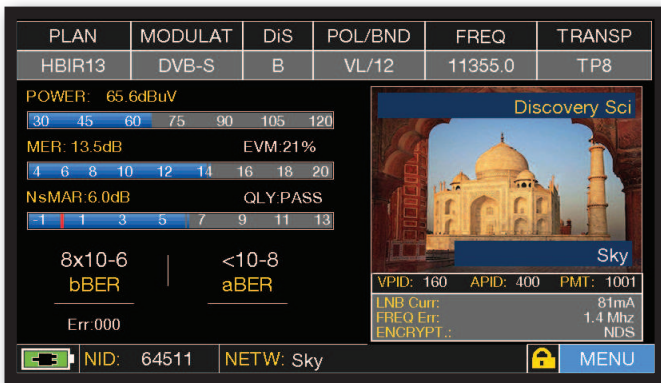 PLAN MODULAT DiS POL/BND FREQ TRANSP
HBIR13 DVB-S B VL/12 11355.0 TP8
POWER: 65.6dBuV
30 45 60 75 90 105 120
MER: 13.5dB EVM:21%
4 6 8 10 12 14 16 18 20
NsMAR:6.0dB QLY:PASS
-1 1 3 5 7 9 11 13
8x10-6 <10-8
bBER aBER
Err:000
Discovery Sci
Sky
VPID: 160 APID: 400 PMT: 1001
LNB Curr: 81mA
FREQ Err: 1.4 Mhz
ENCRYPT.: NDS
NID: 64511 NETW: Sky MENU